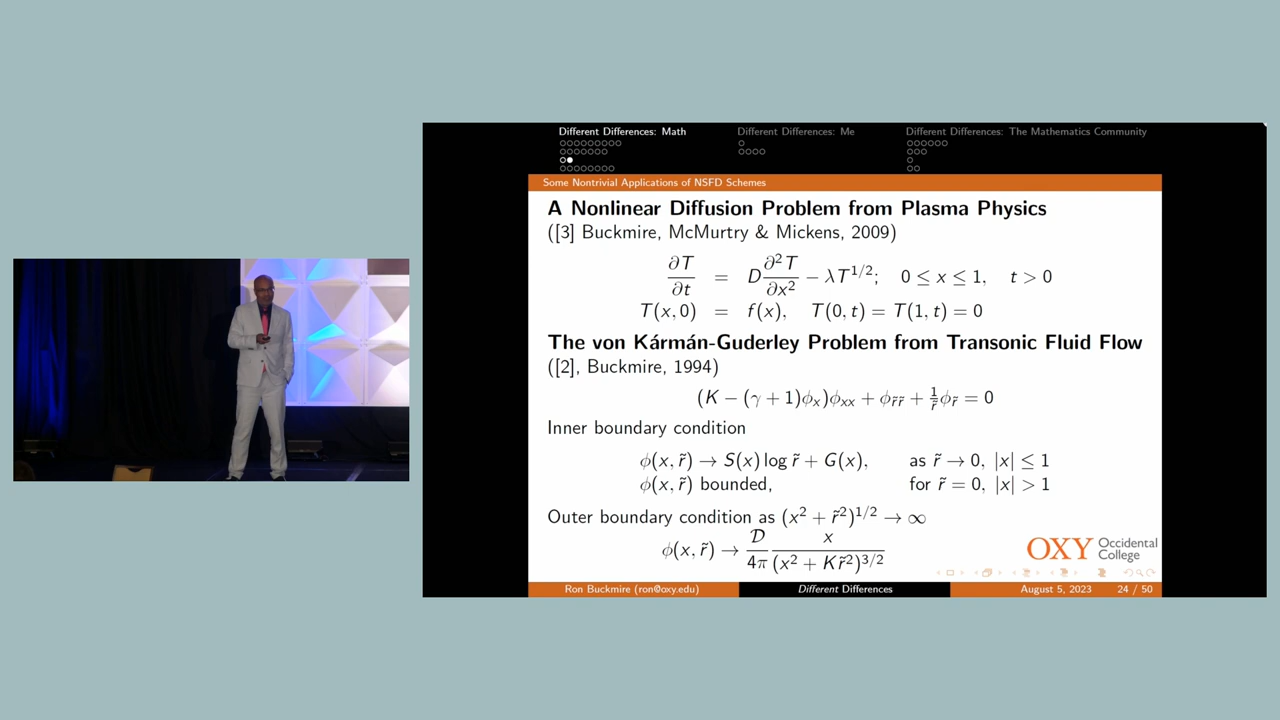 Different Differences: Math
Different Differences: Me
Different Differences: The Mathematics Community
Some Nontrivial Applications of NSFD Schemes
A Nonlinear Diffusion Problem from Plasma Physics
([3] Buckmire, McMurtry & Mickens, 2009)
∂T/∂t = D ∂²T/∂x² − λT^{1/2}; 0 ≤ x ≤ 1, t > 0
T(x, 0) = f(x), T(0, t) = T(1, t) = 0
The von Kármán-Guderley Problem from Transonic Fluid Flow
([2], Buckmire, 1994)
(K − (γ + 1)ϕ_x)ϕ_{xx} + ϕ_{r̃r̃} + 1/r̃ ϕ_{r̃} = 0
Inner boundary condition
ϕ(x, r̃) → S(x) log r̃ + G(x), as r̃ → 0, |x| ≤ 1
ϕ(x, r̃) bounded, for r̃ = 0, |x| > 1
Outer boundary condition as (x² + r̃²)^{1/2} → ∞
ϕ(x, r̃) → 𝒟/4π x/(x² + Kr̃²)^{3/2}
OXY Occidental
College
Ron Buckmire (ron@oxy.edu) Different Differences August 5, 2023 24 / 50